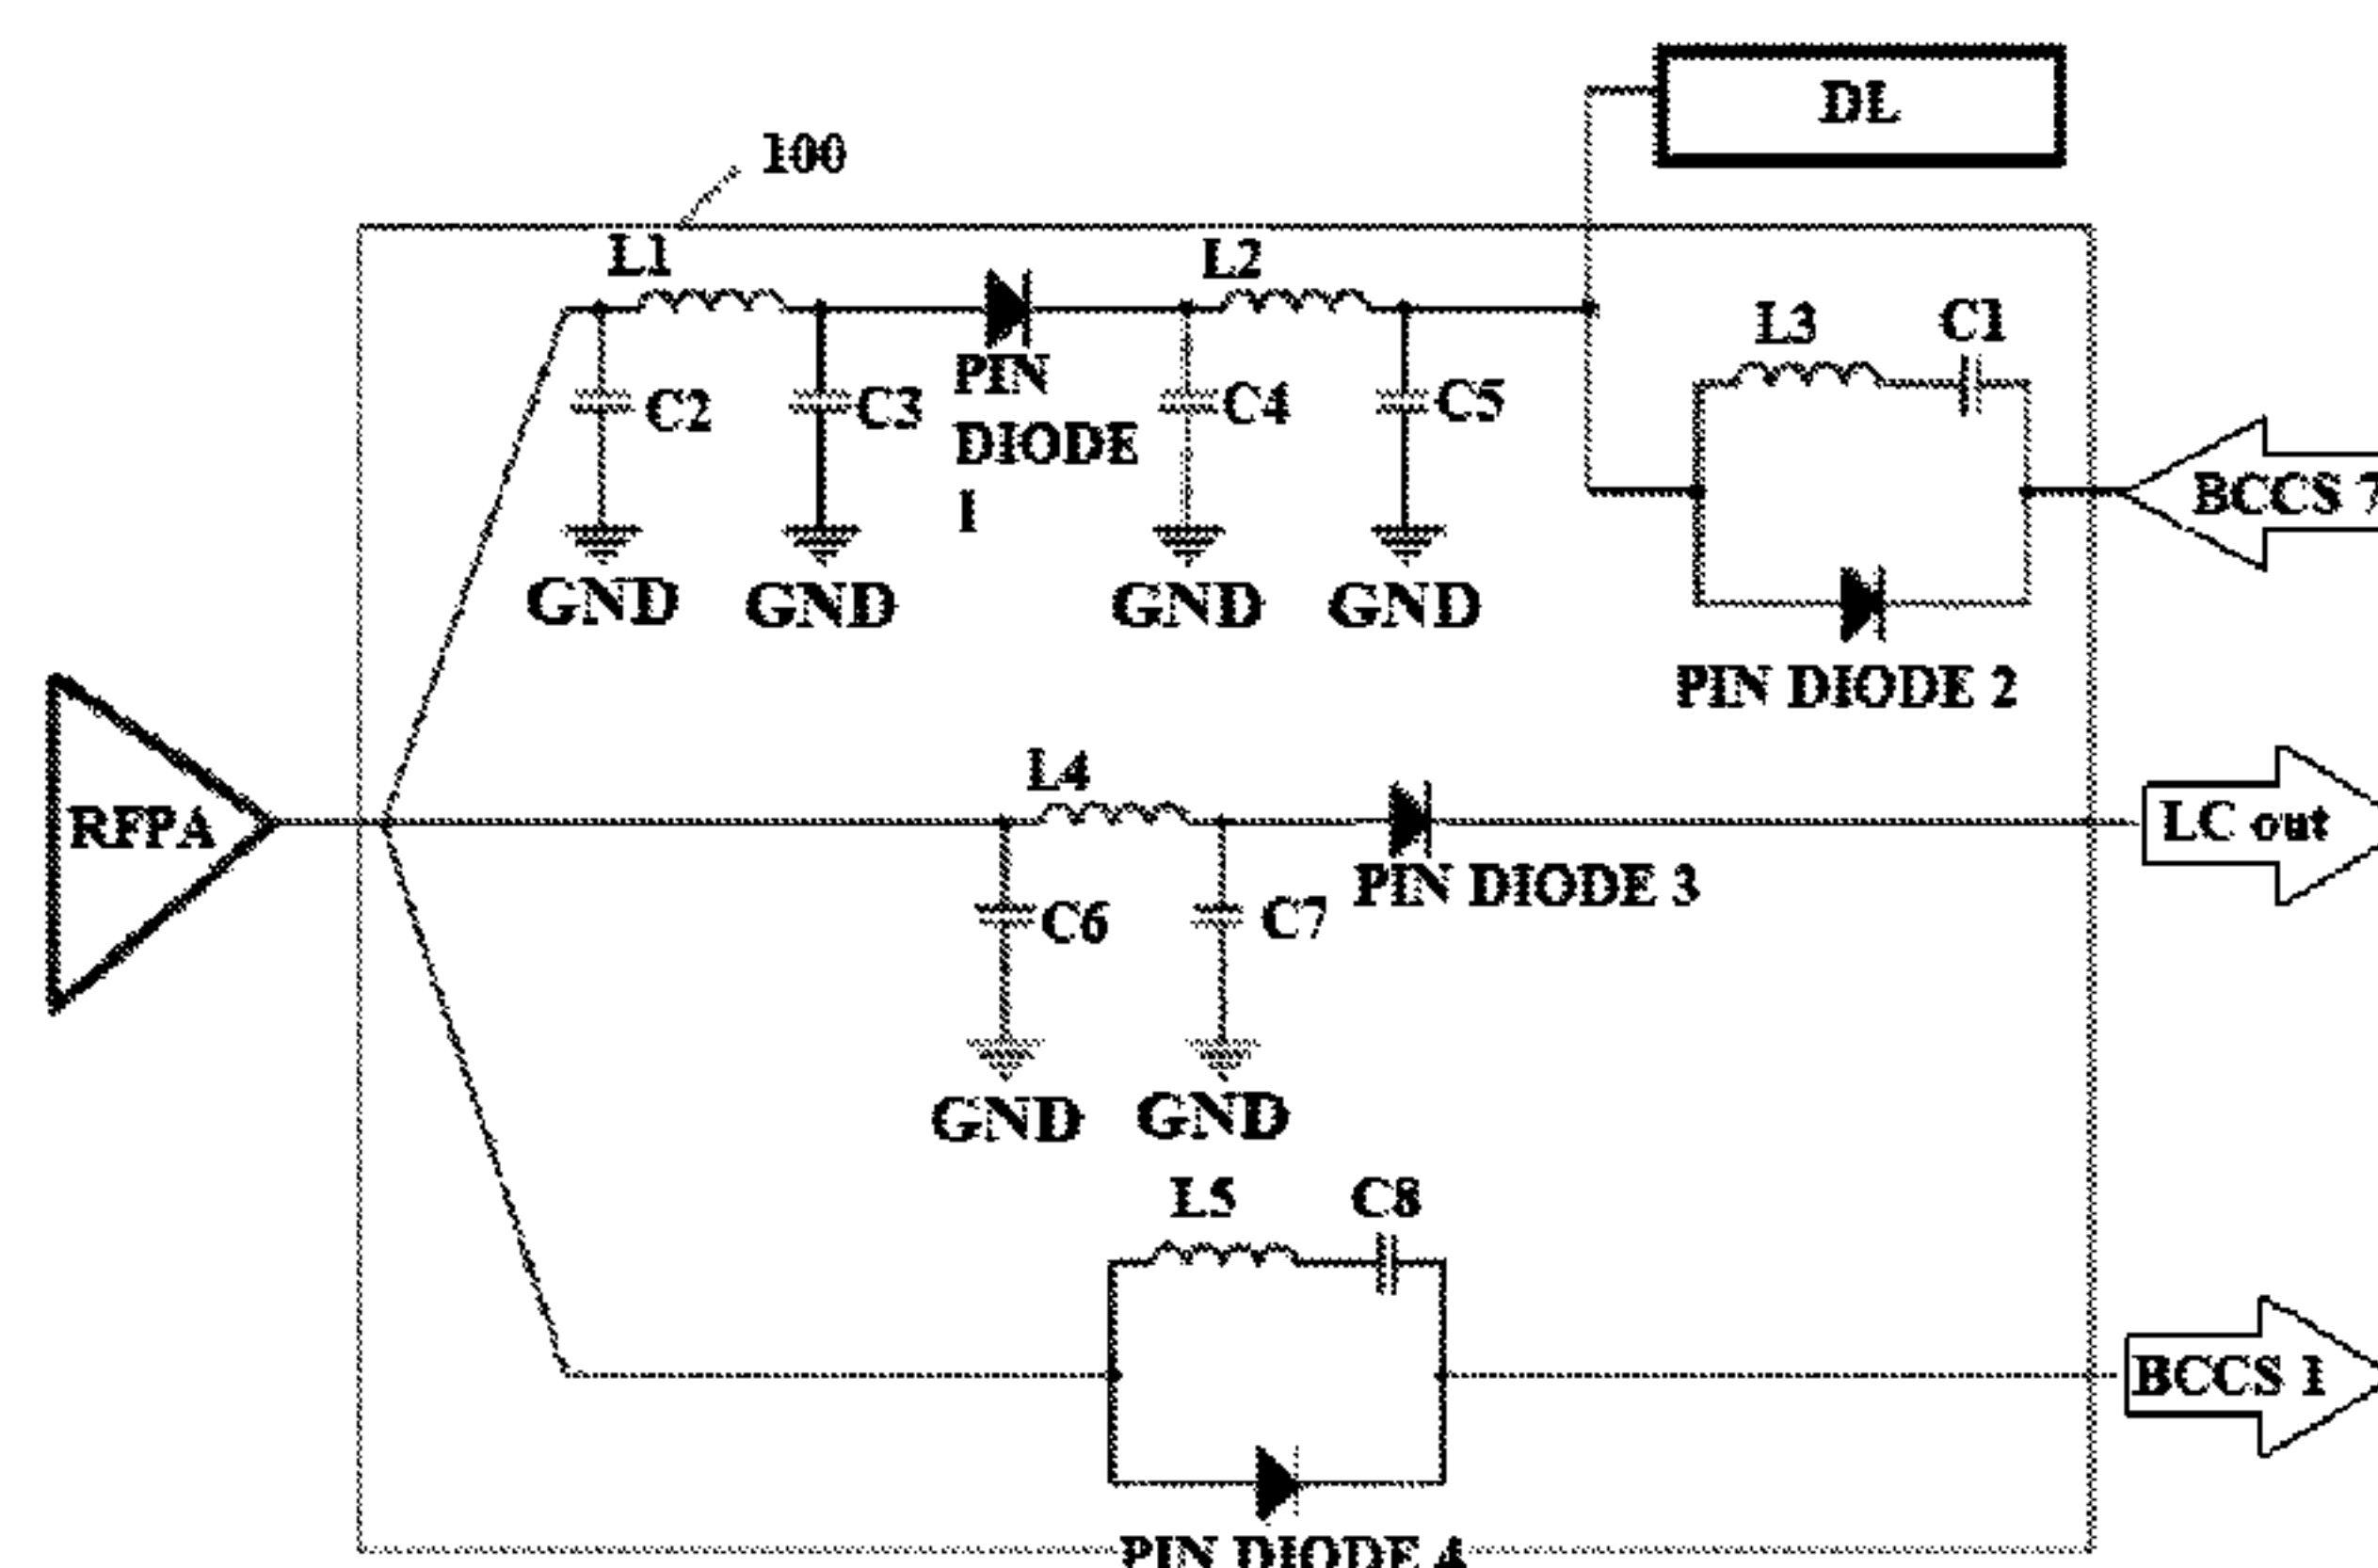 DL
100
L1
L2
L3
C1
C2
C3
PIN
DIODE
1
C4
C5
BCCS 7
GND
GND
GND
GND
PIN DIODE 2
L4
RFPA
LC out
PIN DIODE 3
C6
C7
GND
GND
L5
C8
BCCS 1
PIN DIODE 4